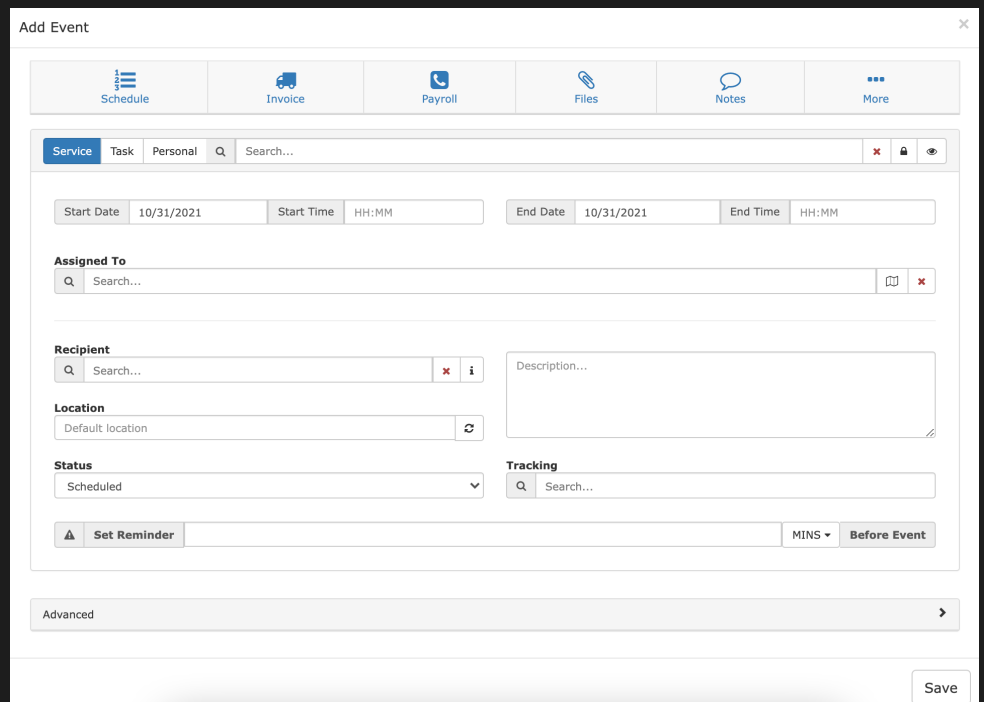 Add Event ×
Schedule Invoice Payroll Files Notes More
Service Task Personal Search...
Start Date 10/31/2021 Start Time HH:MM End Date 10/31/2021 End Time HH:MM
Assigned To
Search...
Recipient
Search...
Description...
Location
Default location
Status
Scheduled
Tracking
Search...
Set Reminder MINS Before Event
Advanced
Save